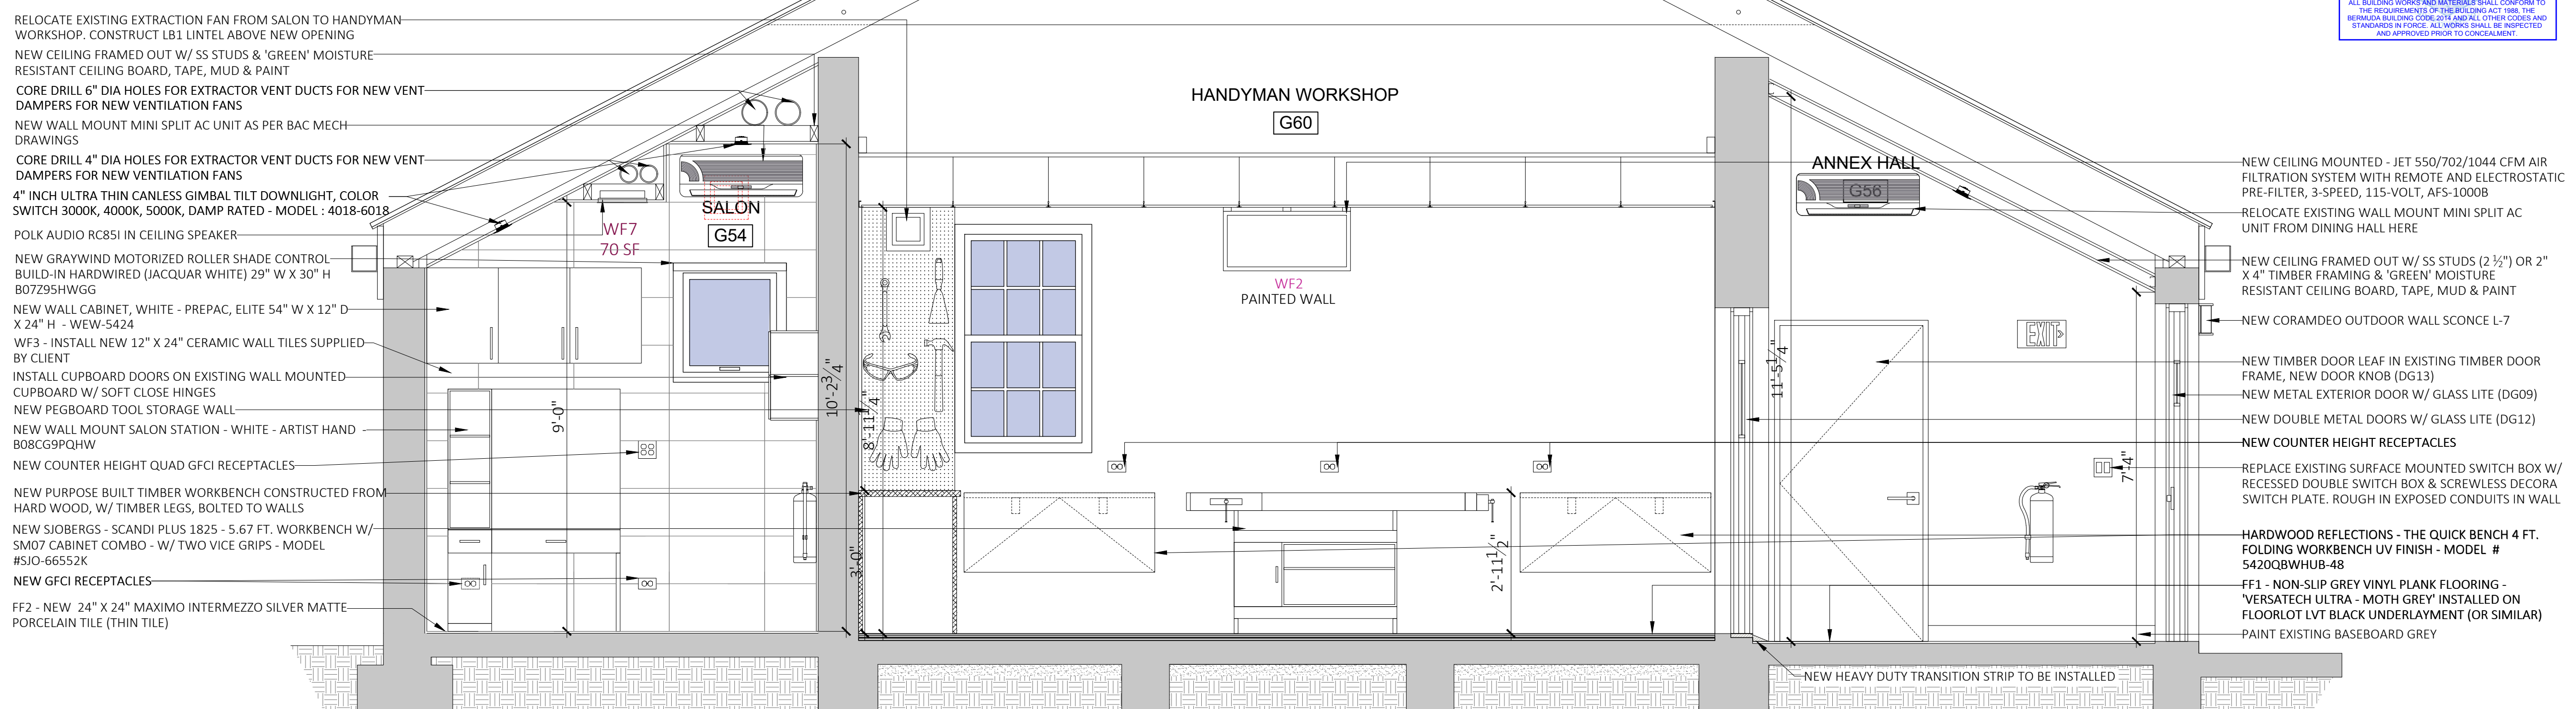 RELOCATE EXISTING EXTRACTION FAN FROM SALON TO HANDYMAN
WORKSHOP. CONSTRUCT LB1 LINTEL ABOVE NEW OPENING
NEW CEILING FRAMED OUT W/ SS STUDS & 'GREEN' MOISTURE
RESISTANT CEILING BOARD, TAPE, MUD & PAINT
CORE DRILL 6" DIA HOLES FOR EXTRACTOR VENT DUCTS FOR NEW VENT
DAMPERS FOR NEW VENTILATION FANS
NEW WALL MOUNT MINI SPLIT AC UNIT AS PER BAC MECH
DRAWINGS
CORE DRILL 4" DIA HOLES FOR EXTRACTOR VENT DUCTS FOR NEW VENT
DAMPERS FOR NEW VENTILATION FANS
4" INCH ULTRA THIN CANLESS GIMBAL TILT DOWNLIGHT, COLOR
SWITCH 3000K, 4000K, 5000K, DAMP RATED - MODEL : 4018-6018
POLK AUDIO RC85I IN CEILING SPEAKER
NEW GRAYWIND MOTORIZED ROLLER SHADE CONTROL
BUILD-IN HARDWIRED (JACQUAR WHITE) 29" W X 30" H
B07Z95HWGG
NEW WALL CABINET, WHITE - PREPAC, ELITE 54" W X 12" D
X 24" H - WEW-5424
WF3 - INSTALL NEW 12" X 24" CERAMIC WALL TILES SUPPLIED
BY CLIENT
INSTALL CUPBOARD DOORS ON EXISTING WALL MOUNTED
CUPBOARD W/ SOFT CLOSE HINGES
NEW PEGBOARD TOOL STORAGE WALL
NEW WALL MOUNT SALON STATION - WHITE - ARTIST HAND -
B08CG9PQHW
NEW COUNTER HEIGHT QUAD GFCI RECEPTACLES
NEW PURPOSE BUILT TIMBER WORKBENCH CONSTRUCTED FROM
HARD WOOD, W/ TIMBER LEGS, BOLTED TO WALLS
NEW SJOBERGS - SCANDI PLUS 1825 - 5.67 FT. WORKBENCH W/
SM07 CABINET COMBO - W/ TWO VICE GRIPS - MODEL
#SJO-66552K
NEW GFCI RECEPTACLES
FF2 - NEW 24" X 24" MAXIMO INTERMEZZO SILVER MATTE
PORCELAIN TILE (THIN TILE)
WF7
70 SF
SALON
G54
9'-0"
10'-2 3/4"
8'-11 1/4"
3'-0"
HANDYMAN WORKSHOP
G60
WF2
PAINTED WALL
2'-11 1/2"
ANNEX HALL
G56
11'-5 1/4"
EXIT
7'-4"
ALL BUILDING WORKS AND MATERIALS SHALL CONFORM TO
THE REQUIREMENTS OF THE BUILDING ACT 1988, THE
BERMUDA BUILDING CODE 2014 AND ALL OTHER CODES AND
STANDARDS IN FORCE. ALL WORKS SHALL BE INSPECTED
AND APPROVED PRIOR TO CONCEALMENT.
NEW CEILING MOUNTED - JET 550/702/1044 CFM AIR
FILTRATION SYSTEM WITH REMOTE AND ELECTROSTATIC
PRE-FILTER, 3-SPEED, 115-VOLT, AFS-1000B
RELOCATE EXISTING WALL MOUNT MINI SPLIT AC
UNIT FROM DINING HALL HERE
NEW CEILING FRAMED OUT W/ SS STUDS (2 1/2") OR 2"
X 4" TIMBER FRAMING & 'GREEN' MOISTURE
RESISTANT CEILING BOARD, TAPE, MUD & PAINT
NEW CORAMDEO OUTDOOR WALL SCONCE L-7
NEW TIMBER DOOR LEAF IN EXISTING TIMBER DOOR
FRAME, NEW DOOR KNOB (DG13)
NEW METAL EXTERIOR DOOR W/ GLASS LITE (DG09)
NEW DOUBLE METAL DOORS W/ GLASS LITE (DG12)
NEW COUNTER HEIGHT RECEPTACLES
REPLACE EXISTING SURFACE MOUNTED SWITCH BOX W/
RECESSED DOUBLE SWITCH BOX & SCREWLESS DECORA
SWITCH PLATE. ROUGH IN EXPOSED CONDUITS IN WALL
HARDWOOD REFLECTIONS - THE QUICK BENCH 4 FT.
FOLDING WORKBENCH UV FINISH - MODEL #
5420QBWHUB-48
FF1 - NON-SLIP GREY VINYL PLANK FLOORING -
'VERSATECH ULTRA - MOTH GREY' INSTALLED ON
FLOORLOT LVT BLACK UNDERLAYMENT (OR SIMILAR)
PAINT EXISTING BASEBOARD GREY
NEW HEAVY DUTY TRANSITION STRIP TO BE INSTALLED